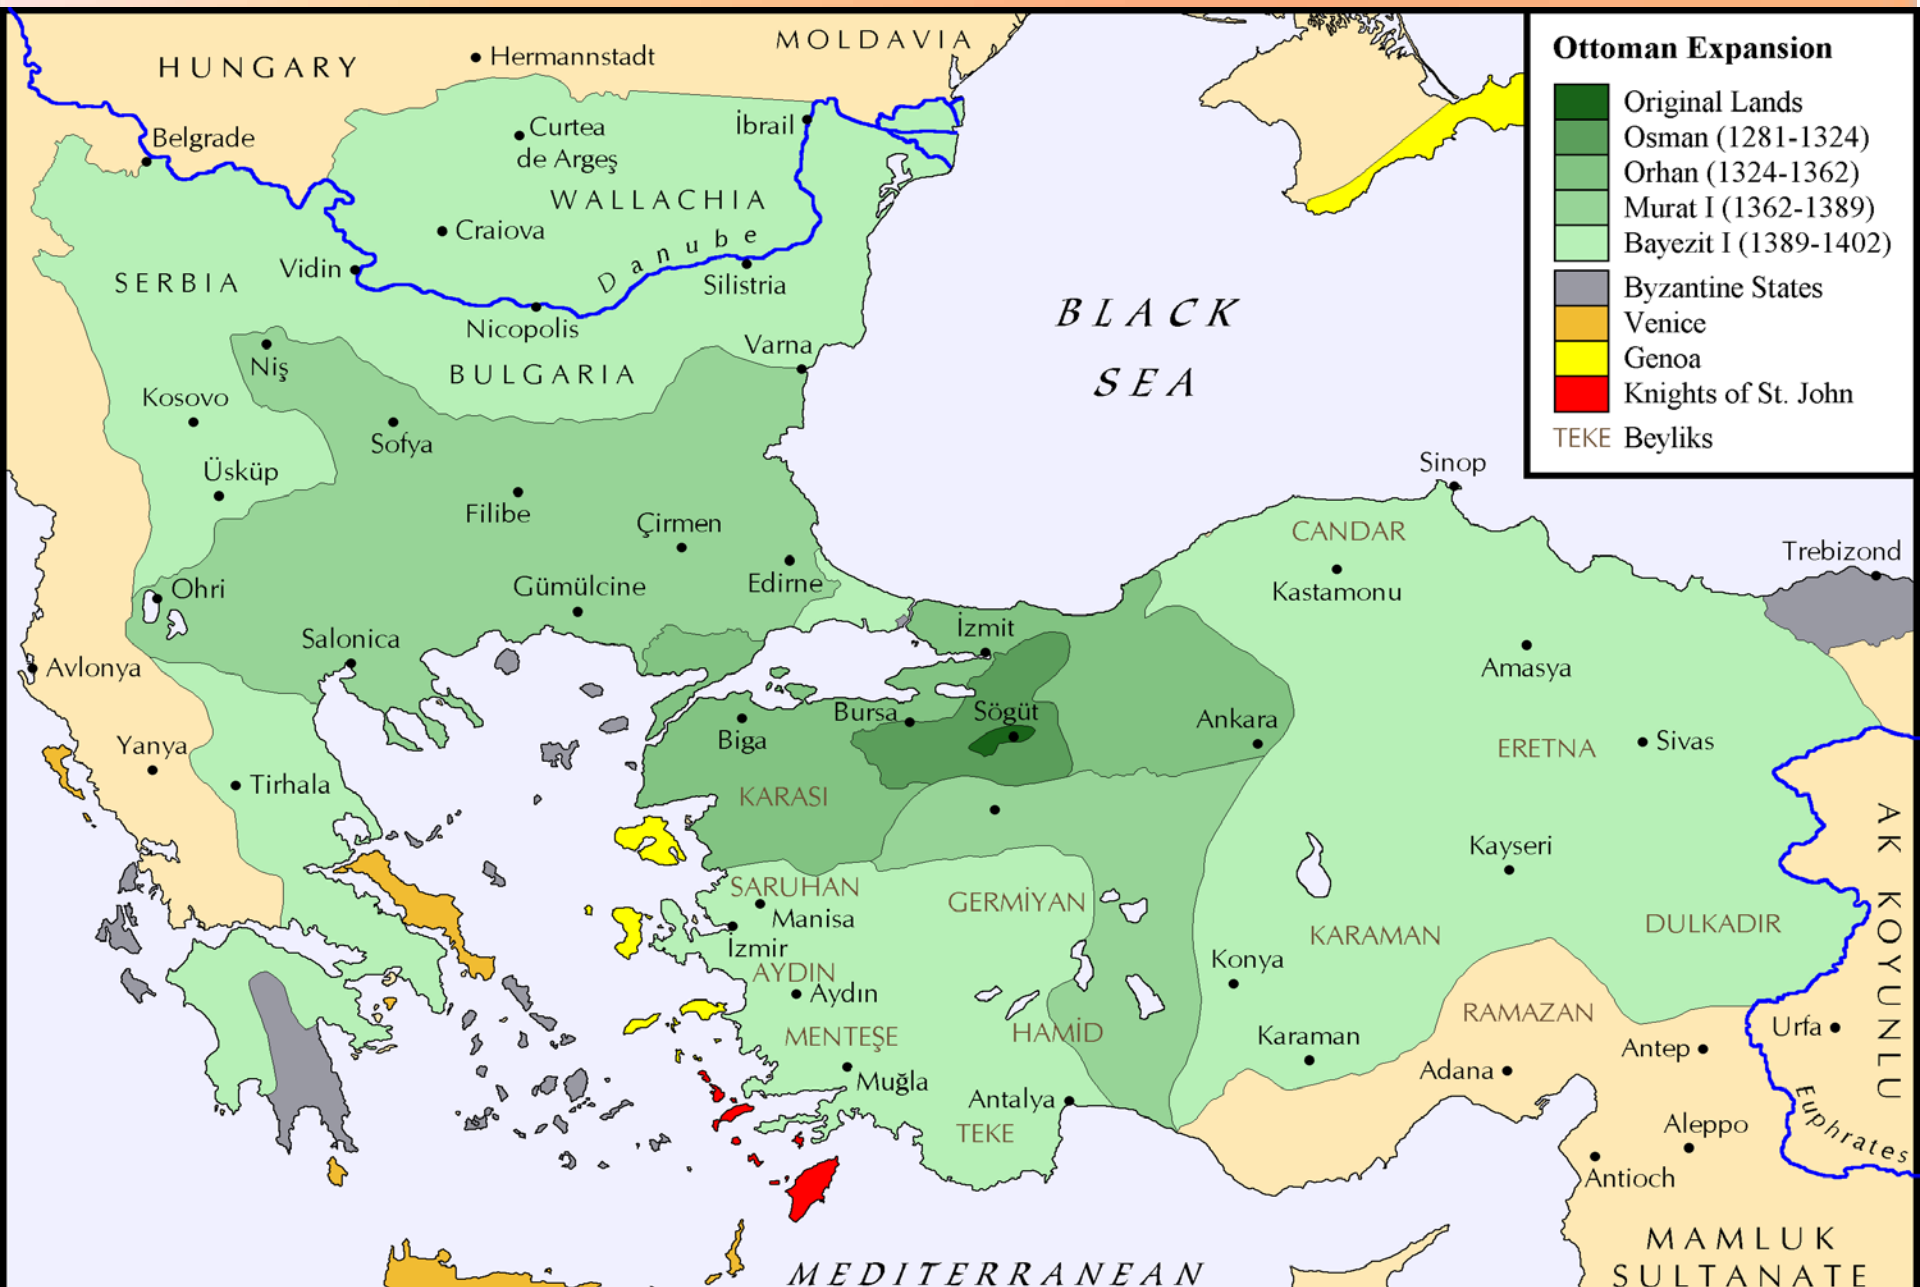 HUNGARY
Hermannstadt
MOLDAVIA
Ottoman Expansion
Original Lands
Osman (1281-1324)
Orhan (1324-1362)
Murat I (1362-1389)
Bayezit I (1389-1402)
Byzantine States
Venice
Genoa
Knights of St. John
TEKE Beyliks
Belgrade
Curtea
de Argeş
İbrail
WALLACHIA
Craiova
Danube
SERBIA
Vidin
Silistria
Nicopolis
BLACK
SEA
Varna
Niş
BULGARIA
Kosovo
Sofya
Üsküp
Sinop
Filibe
Çirmen
CANDAR
Trebizond
Ohri
Gümülcine
Edirne
Kastamonu
Salonica
İzmit
Avlonya
Amasya
Bursa
Sögüt
Ankara
Biga
Yanya
ERETNA
Sivas
Tirhala
KARASI
AK KOYUNLU
Kayseri
SARUHAN
GERMİYAN
Manisa
DULKADIR
İzmir
KARAMAN
Konya
AYDIN
Aydın
RAMAZAN
HAMİD
MENTEŞE
Karaman
Urfa
Antep
Adana
Muğla
Antalya
Euphrates
TEKE
Aleppo
Antioch
MAMLUK
SULTANATE
MEDITERRANEAN